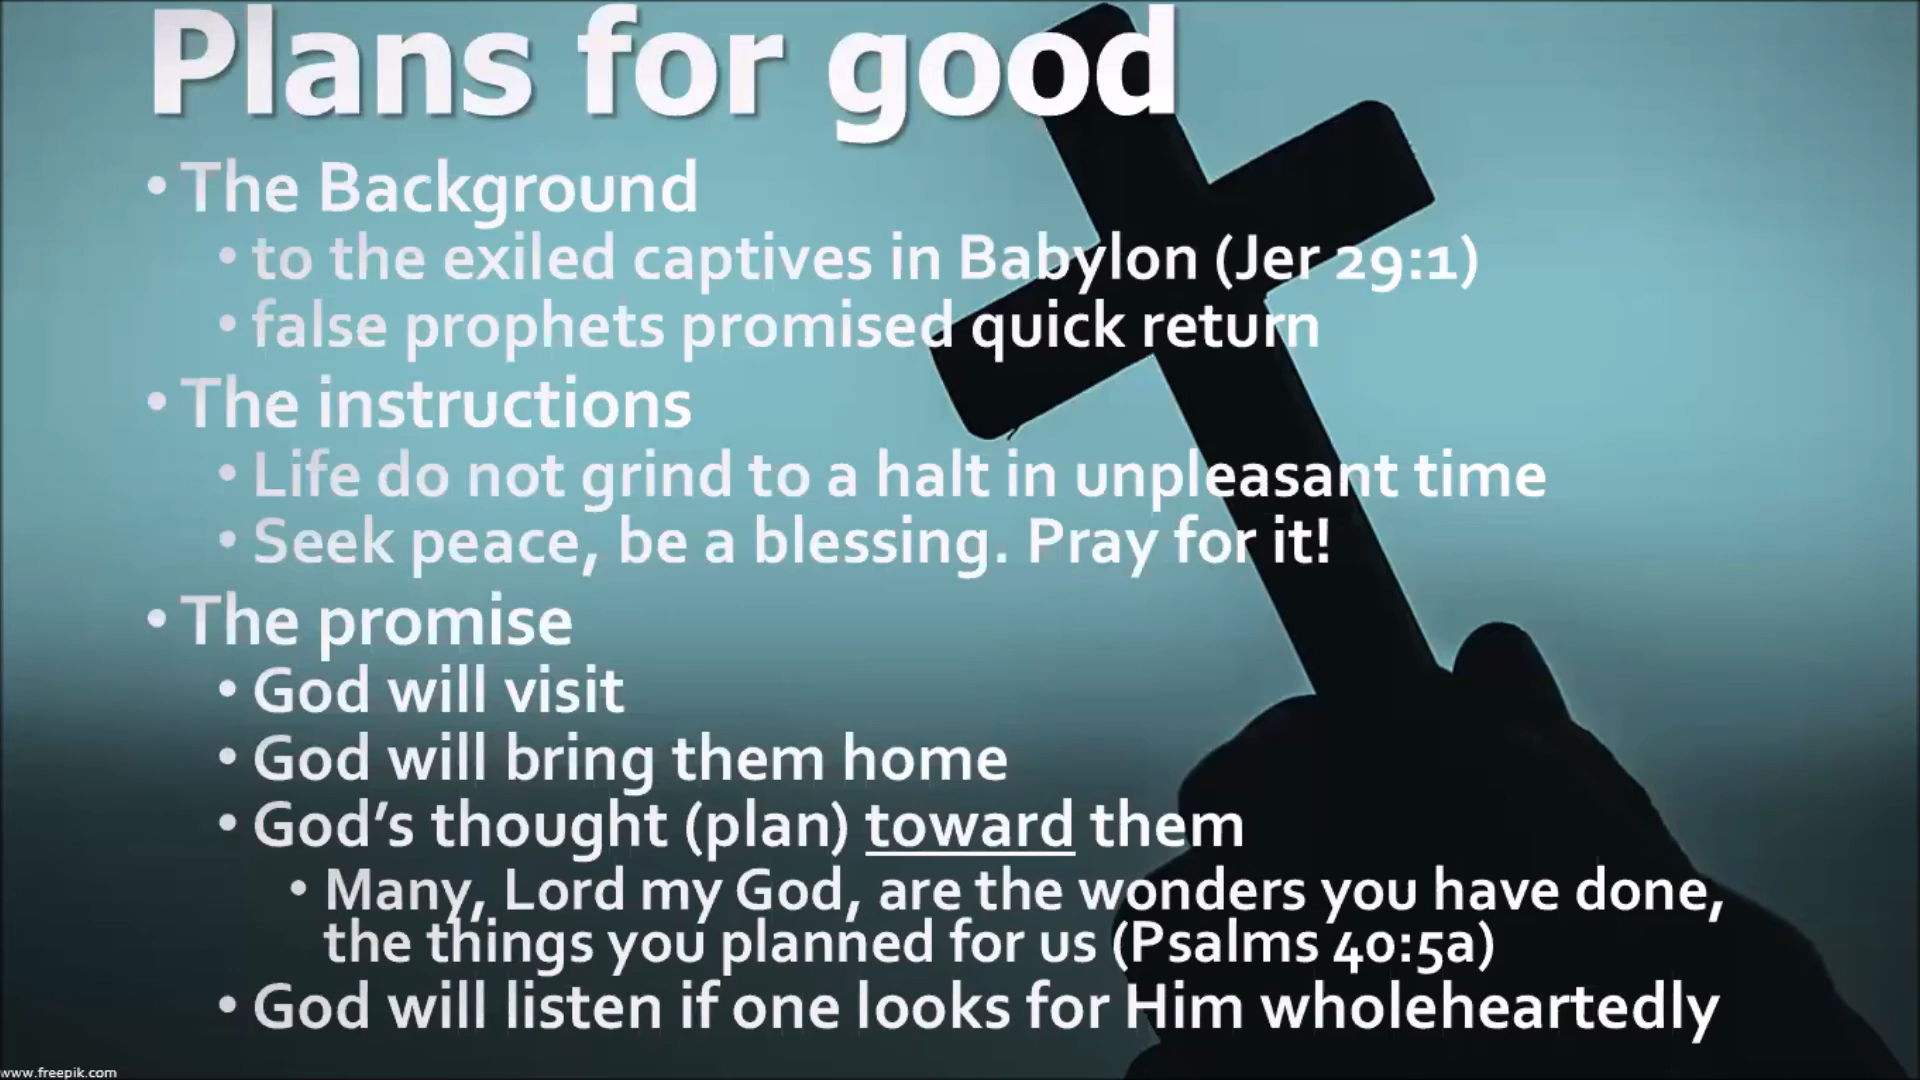 Plans for good
• The Background
• to the exiled captives in Babylon (Jer 29:1)
• false prophets promised quick return
• The instructions
• Life do not grind to a halt in unpleasant time
• Seek peace, be a blessing. Pray for it!
• The promise
• God will visit
• God will bring them home
• God’s thought (plan) toward them
• Many, Lord my God, are the wonders you have done,
the things you planned for us (Psalms 40:5a)
• God will listen if one looks for Him wholeheartedly
www.freepik.com